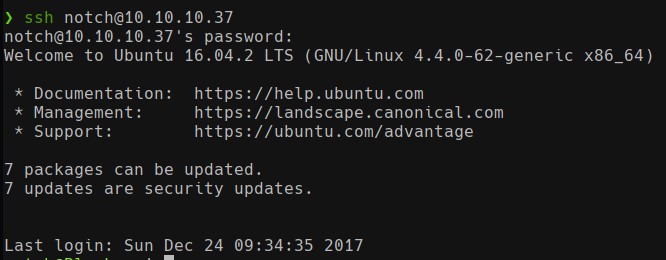 ❯ ssh notch@10.10.10.37
notch@10.10.10.37's password:
Welcome to Ubuntu 16.04.2 LTS (GNU/Linux 4.4.0-62-generic x86_64)
 * Documentation:  https://help.ubuntu.com
 * Management:     https://landscape.canonical.com
 * Support:        https://ubuntu.com/advantage
7 packages can be updated.
7 updates are security updates.
Last login: Sun Dec 24 09:34:35 2017